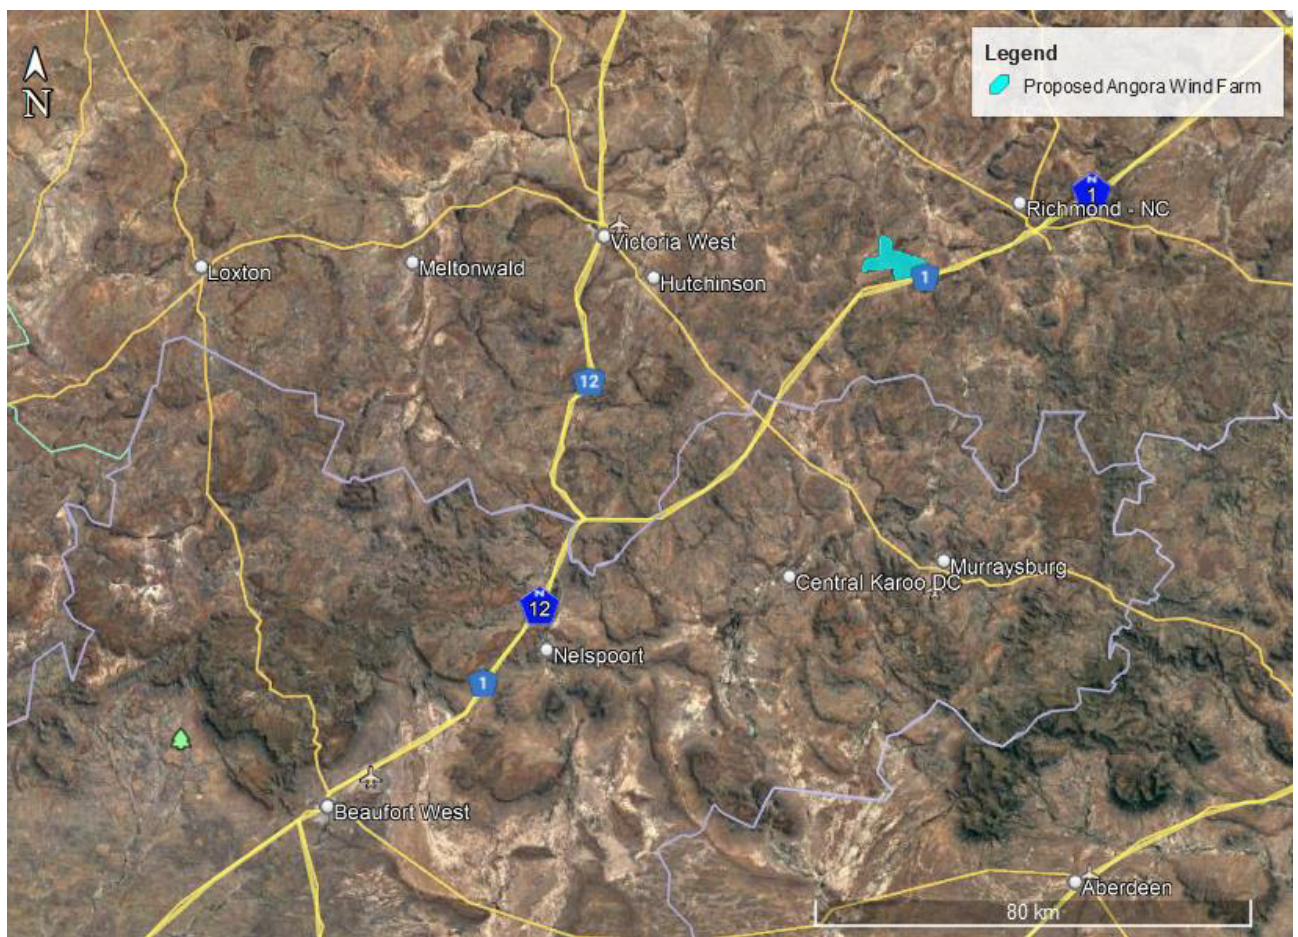 Legend
Proposed Angora Wind Farm
N
N
1
Richmond - NC
Victoria West
Loxton
Meltonwald
Hutchinson
1
12
Murraysburg
Central Karoo DC
N
12
Nelspoort
1
Beaufort West
Aberdeen
80 km